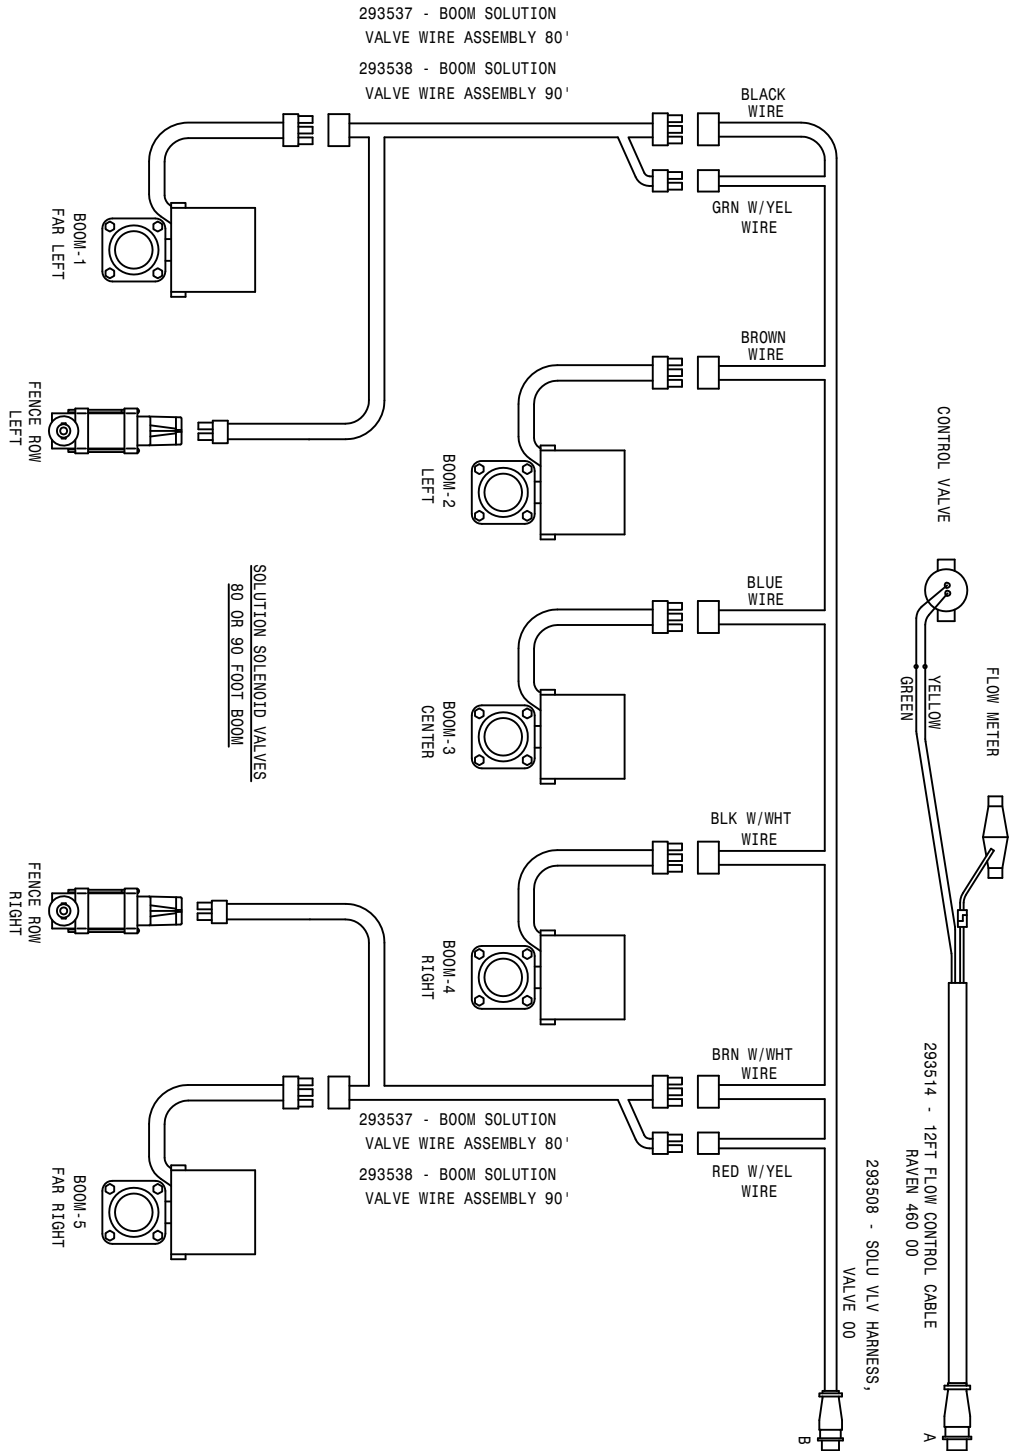 293537 - BOOM SOLUTION
VALVE WIRE ASSEMBLY 80'
293538 - BOOM SOLUTION
VALVE WIRE ASSEMBLY 90'
BLACK
WIRE
GRN W/YEL
WIRE
BOOM-1
FAR LEFT
BROWN
WIRE
FENCE ROW
LEFT
BOOM-2
LEFT
CONTROL VALVE
BLUE
WIRE
SOLUTION SOLENOID VALVES
80 OR 90 FOOT BOOM
YELLOW
GREEN
FLOW METER
BOOM-3
CENTER
BLK W/WHT
WIRE
FENCE ROW
RIGHT
BOOM-4
RIGHT
BRN W/WHT
WIRE
293514 - 12FT FLOW CONTROL CABLE
RAVEN 460 00
293537 - BOOM SOLUTION
VALVE WIRE ASSEMBLY 80'
293538 - BOOM SOLUTION
VALVE WIRE ASSEMBLY 90'
RED W/YEL
WIRE
BOOM-5
FAR RIGHT
293508 - SOLU VLV HARNESS,
VALVE 00
A
B